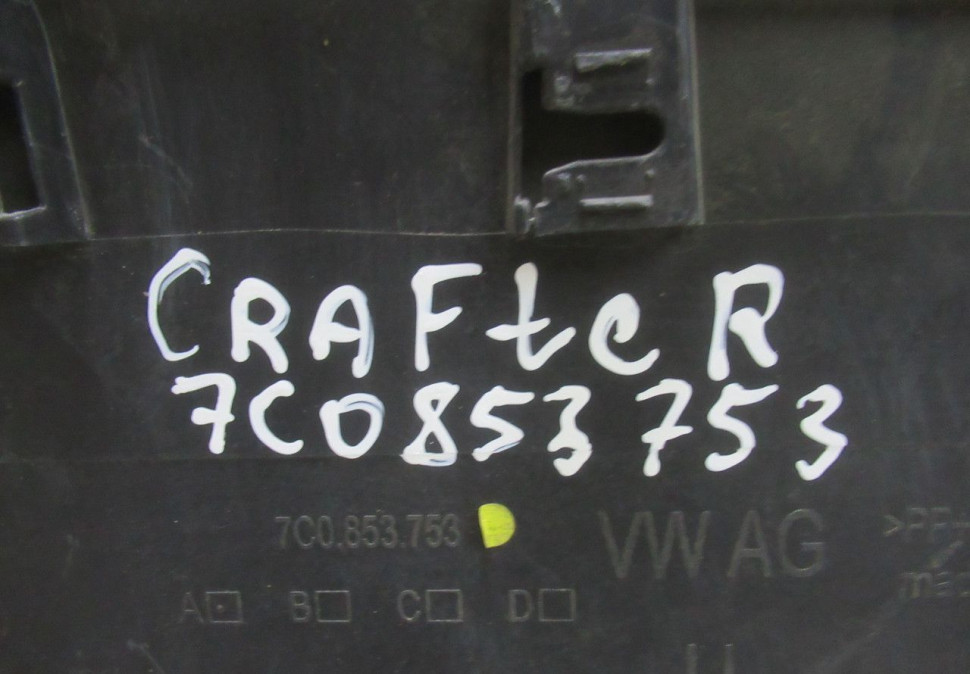 CRAFteR
7C0853753
7C0.853.753 VW AG
A B C D